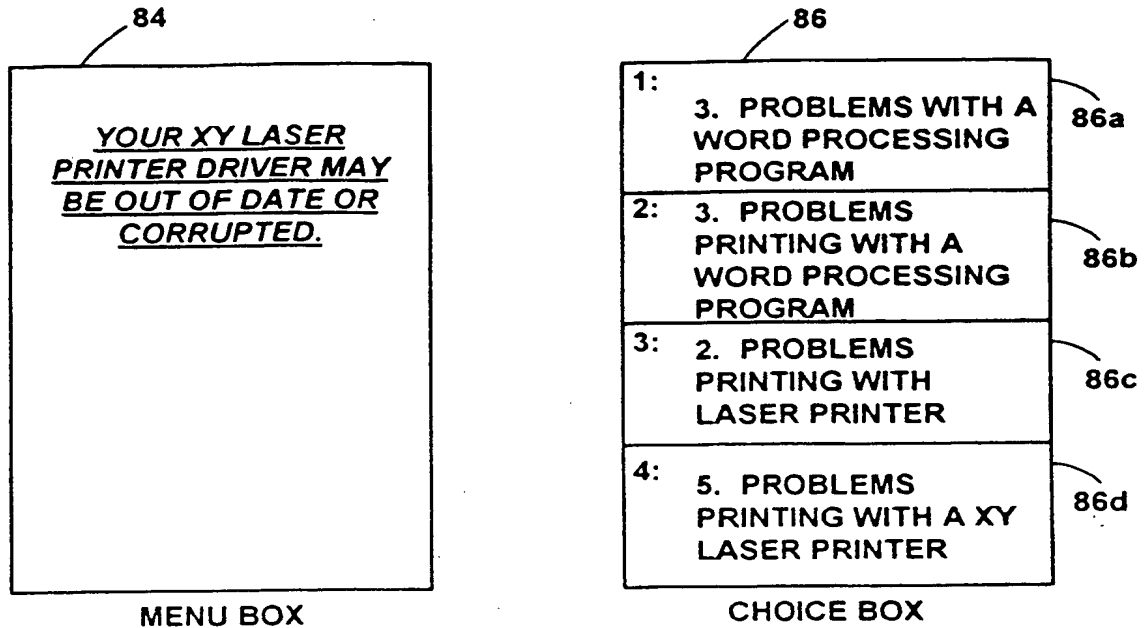 84
YOUR XY LASER
PRINTER DRIVER MAY
BE OUT OF DATE OR
CORRUPTED.
MENU BOX
86
1:
3. PROBLEMS WITH A
WORD PROCESSING
PROGRAM
86a
2: 3. PROBLEMS
PRINTING WITH A
WORD PROCESSING
PROGRAM
86b
3: 2. PROBLEMS
PRINTING WITH
LASER PRINTER
86c
4:
5. PROBLEMS
PRINTING WITH A XY
LASER PRINTER
86d
CHOICE BOX